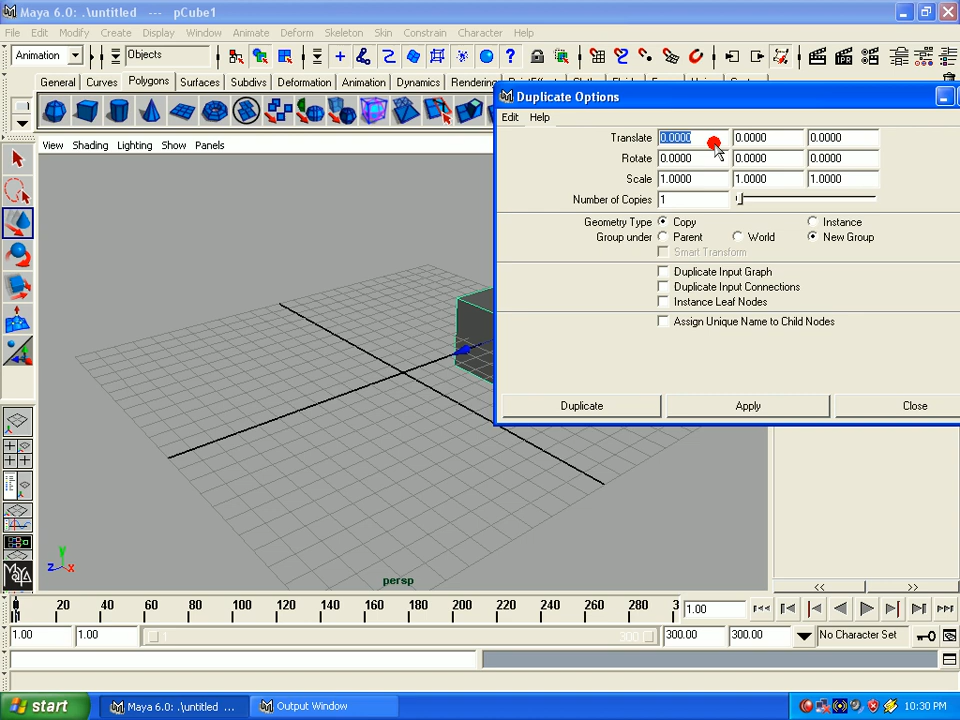 Maya 6.0: .\untitled --- pCube1
File Edit Modify Create Display Window Animate Deform Skeleton Skin Constrain Character Help
Animation Objects
General Curves Polygons Surfaces Subdivs Deformation Animation Dynamics Rendering
Duplicate Options
Edit Help
View Shading Lighting Show Panels
Translate 0.0000 0.0000 0.0000
Rotate 0.0000 0.0000 0.0000
Scale 1.0000 1.0000 1.0000
Number of Copies 1
Geometry Type Copy Instance
Group under Parent World New Group
Smart Transform
Duplicate Input Graph
Duplicate Input Connections
Instance Leaf Nodes
Assign Unique Name to Child Nodes
Duplicate Apply Close
y
z x
persp
<< >>
20 40 60 80 100 120 140 160 180 200 220 240 260 280 3 1.00
1.00 1.00 1 300 300.00 300.00 No Character Set
start Maya 6.0: .\untitled ... Output Window 10:30 PM